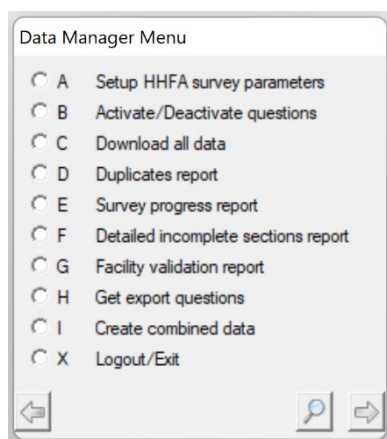 Data Manager Menu
A Setup HHFA survey parameters
B Activate/Deactivate questions
C Download all data
D Duplicates report
E Survey progress report
F Detailed incomplete sections report
G Facility validation report
H Get export questions
I Create combined data
X Logout/Exit